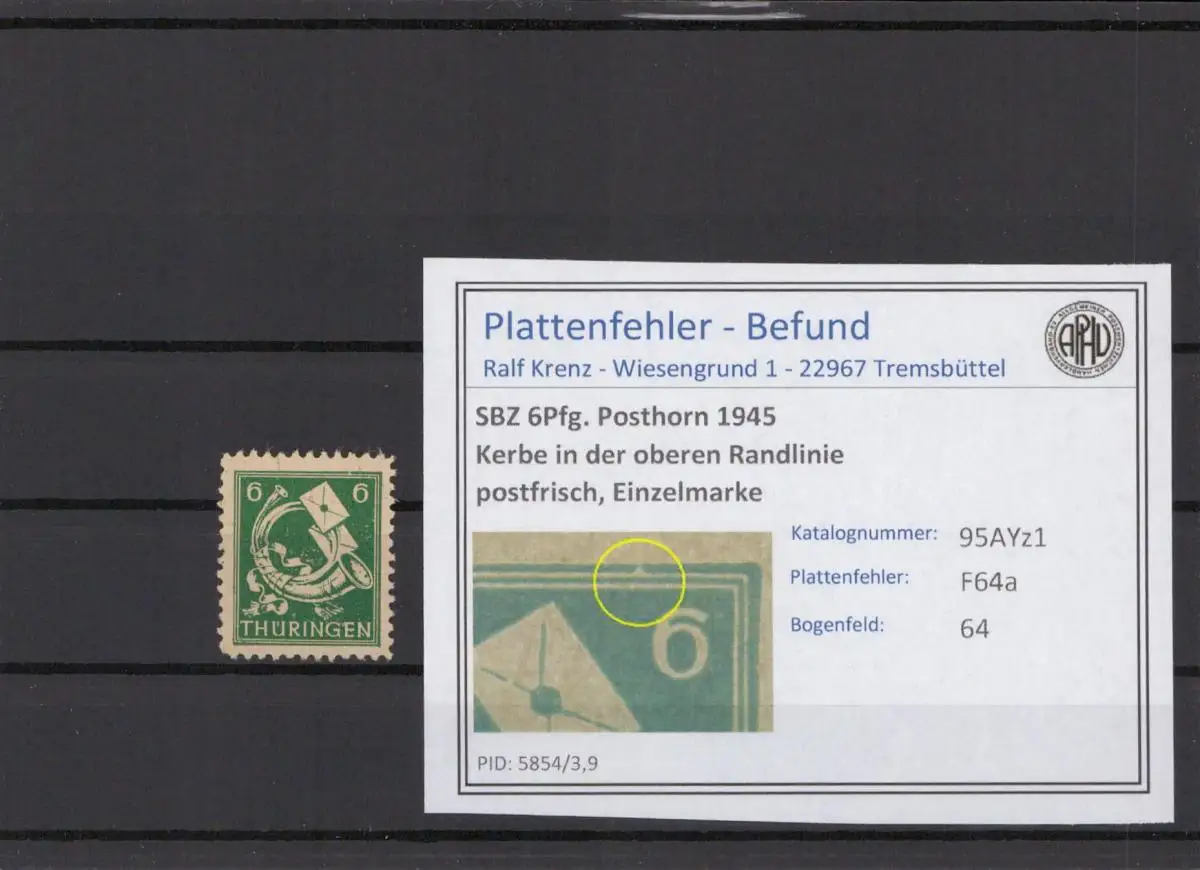 6 6
THÜRINGEN
Plattenfehler - Befund
Ralf Krenz - Wiesengrund 1 - 22967 Tremsbüttel
APHV
SBZ 6Pfg. Posthorn 1945
Kerbe in der oberen Randlinie
postfrisch, Einzelmarke
6
Katalognummer: 95AYz1
Plattenfehler: F64a
Bogenfeld: 64
PID: 5854/3,9